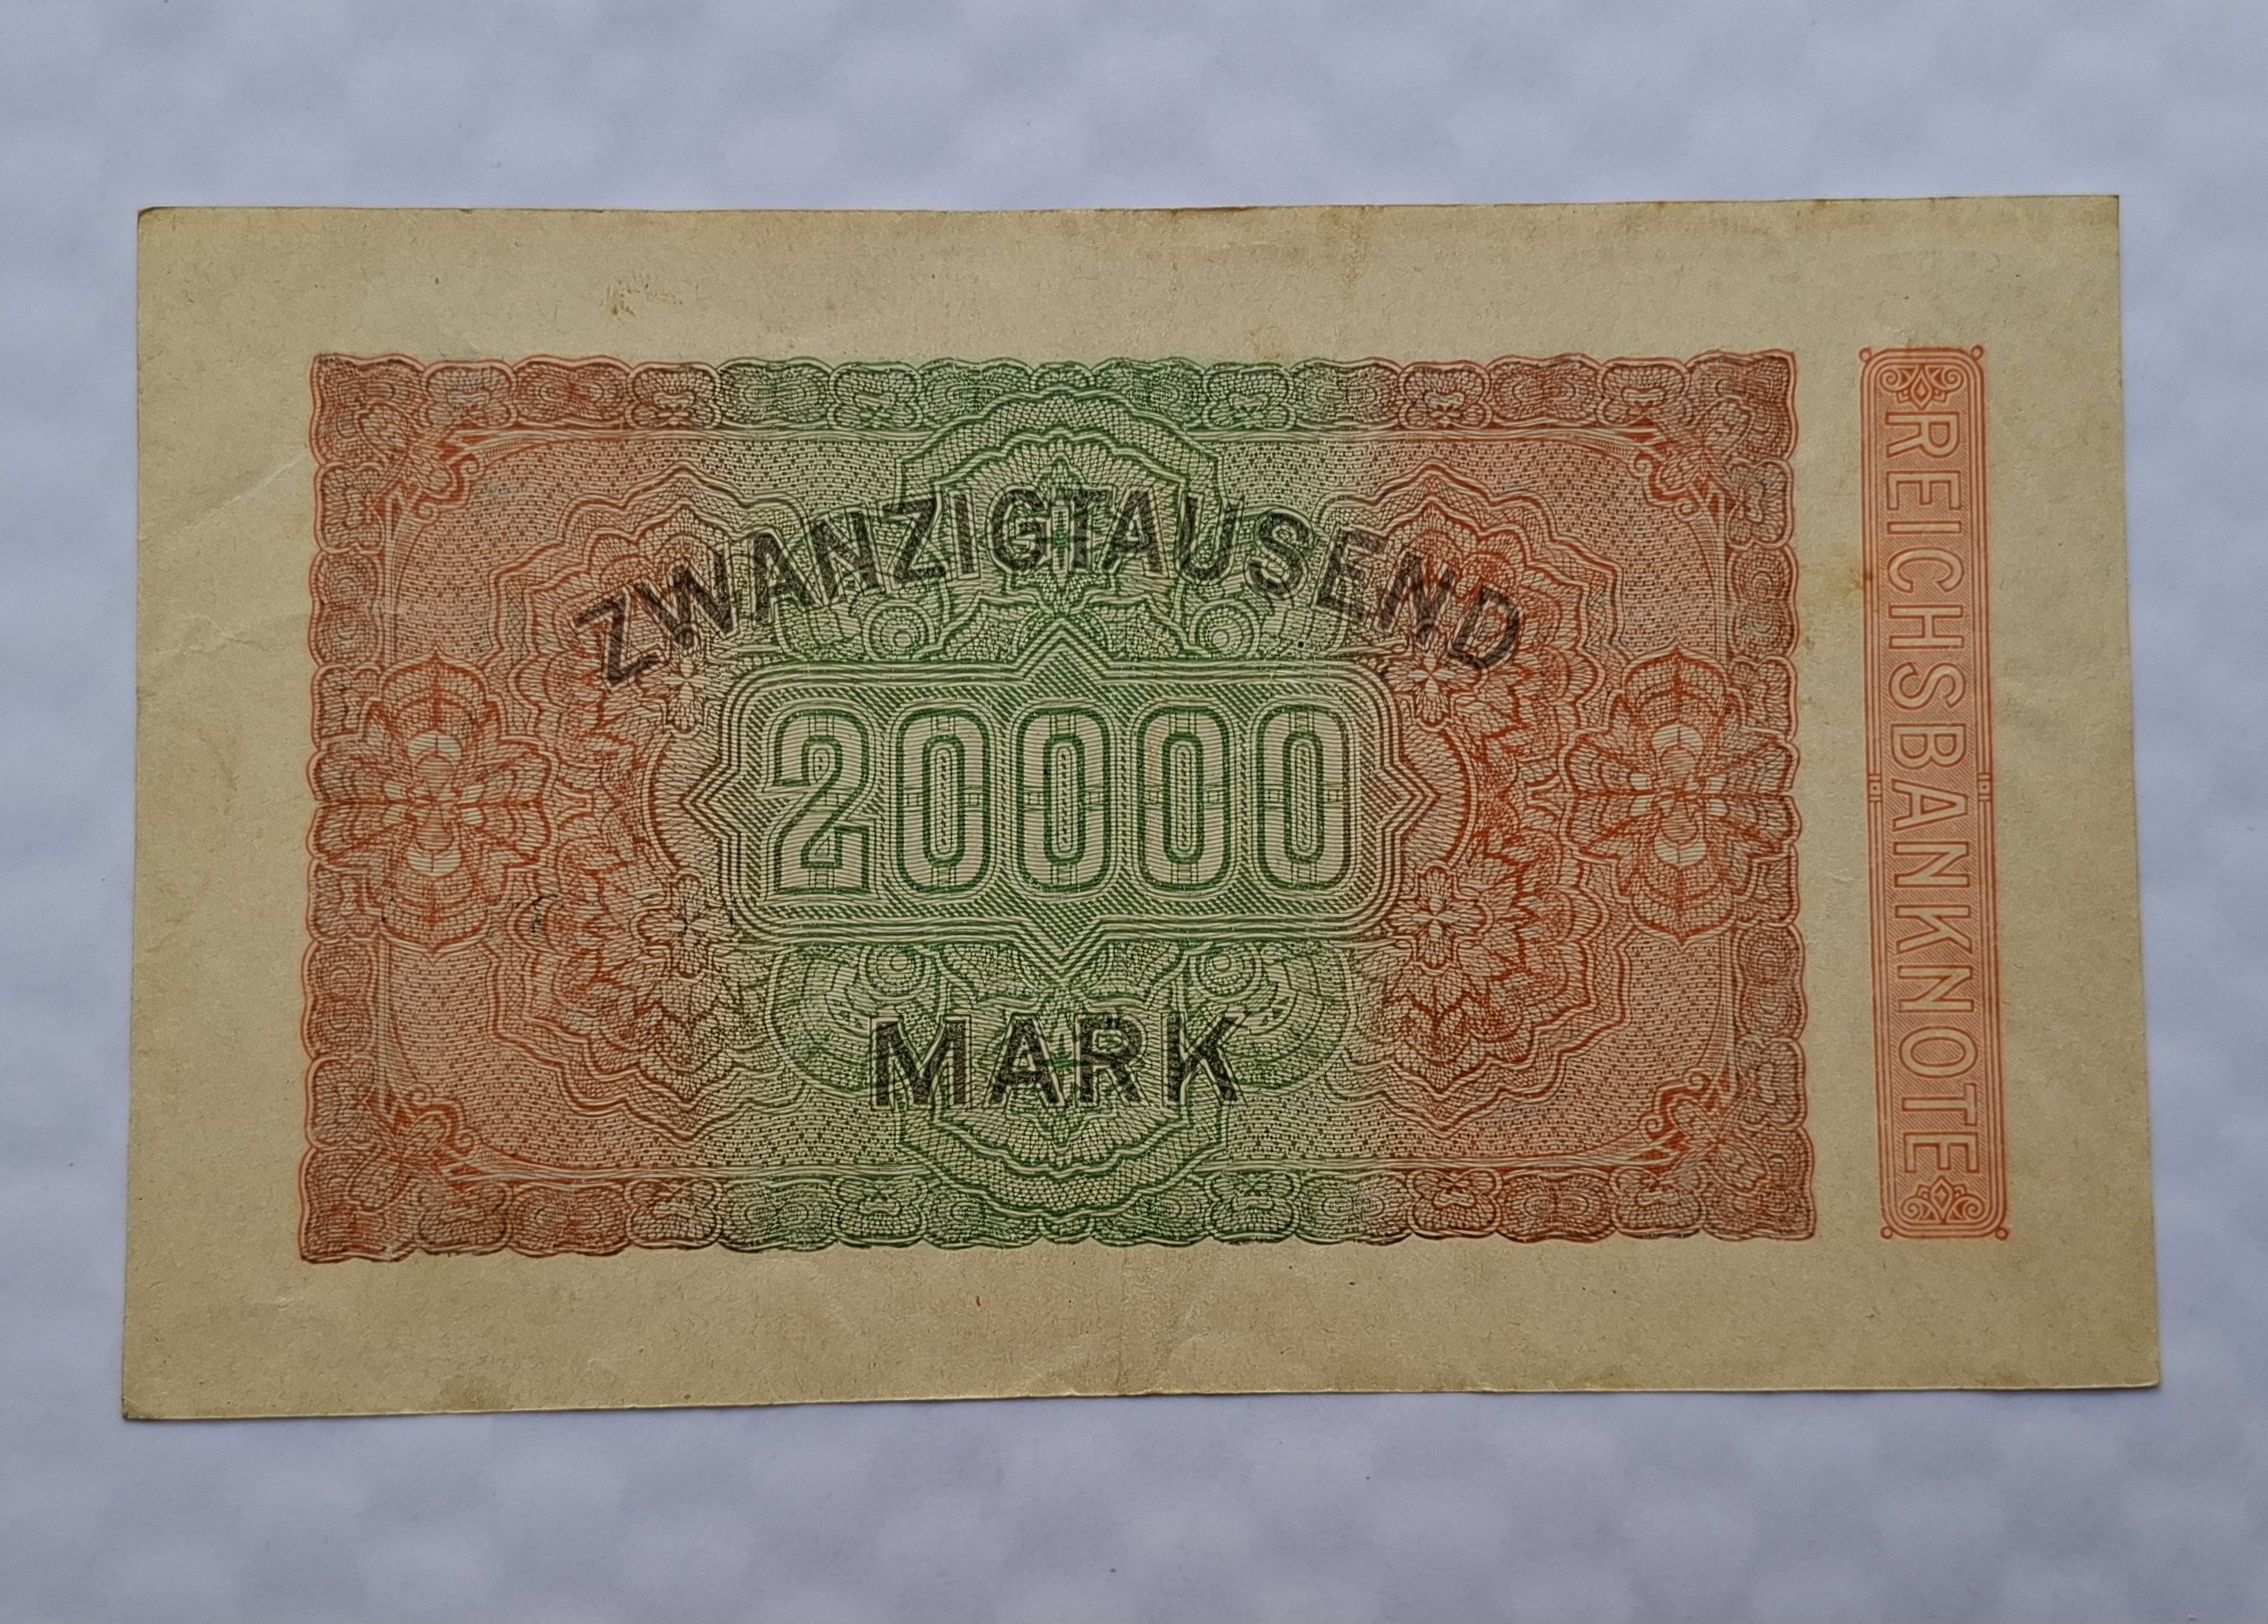 ZWANZIGTAUSEND
20000
MARK
REICHSBANKNOTE